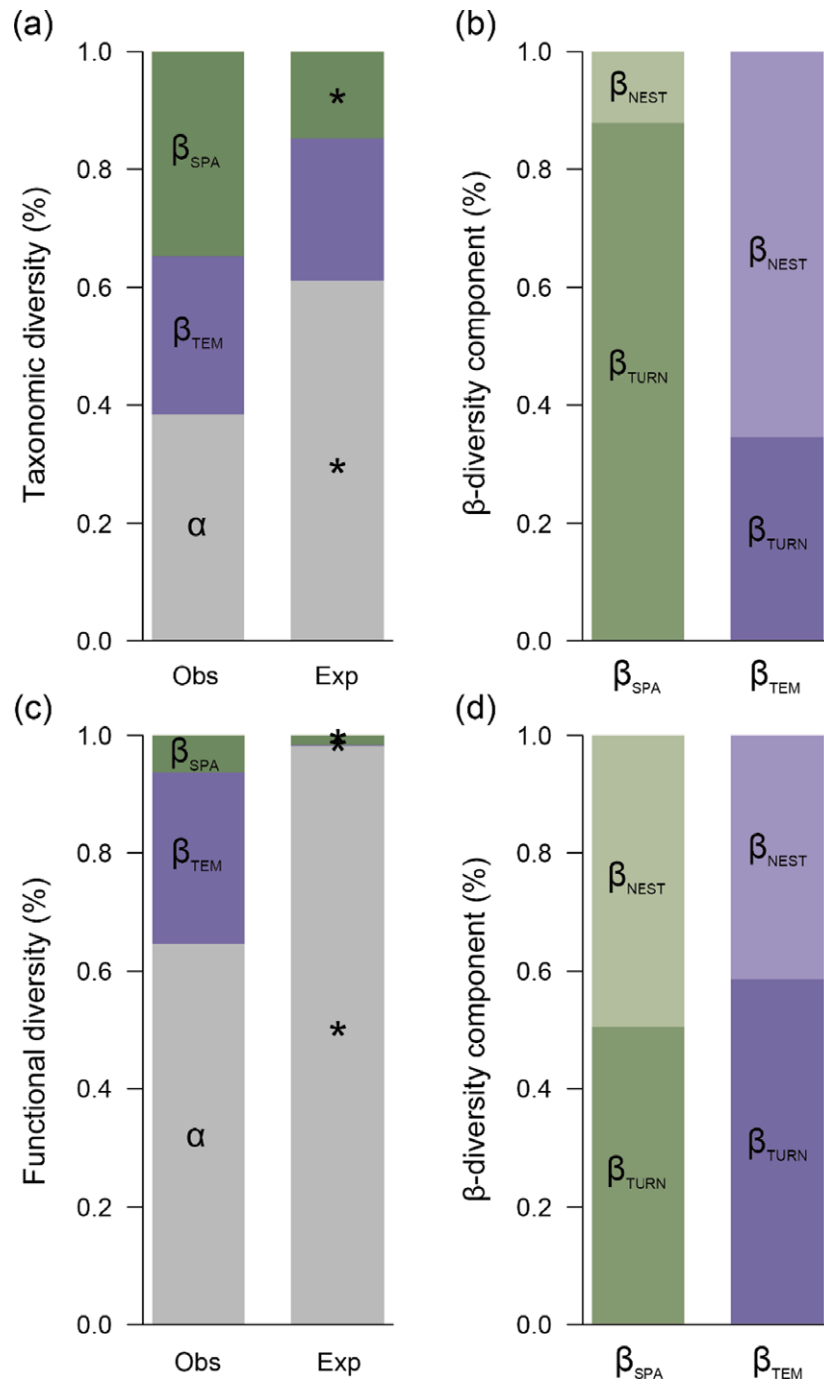 (a)
Taxonomic diversity (%)
1.0
0.8
0.6
0.4
0.2
0.0
βSPA
βTEM
α
*
*
Obs
Exp
(b)
β-diversity component (%)
1.0
0.8
0.6
0.4
0.2
0.0
βNEST
βTURN
βNEST
βTURN
βSPA
βTEM
(c)
Functional diversity (%)
1.0
0.8
0.6
0.4
0.2
0.0
βSPA
βTEM
α
*
*
*
Obs
Exp
(d)
β-diversity component (%)
1.0
0.8
0.6
0.4
0.2
0.0
βNEST
βTURN
βNEST
βTURN
βSPA
βTEM